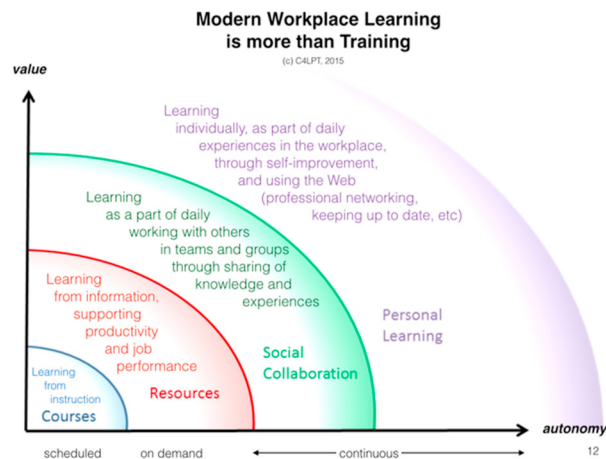 Modern Workplace Learning
is more than Training
(c) C4LPT, 2015
value
Learning
individually, as part of daily
experiences in the workplace,
through self-improvement,
and using the Web
(professional networking,
keeping up to date, etc)
Learning
as a part of daily
working with others
in teams and groups
through sharing of
knowledge and
experiences
Personal
Learning
Learning
from information,
supporting
productivity
and job
performance
Social
Collaboration
Learning
from
instruction
Courses
Resources
autonomy
scheduled
on demand
continuous
12